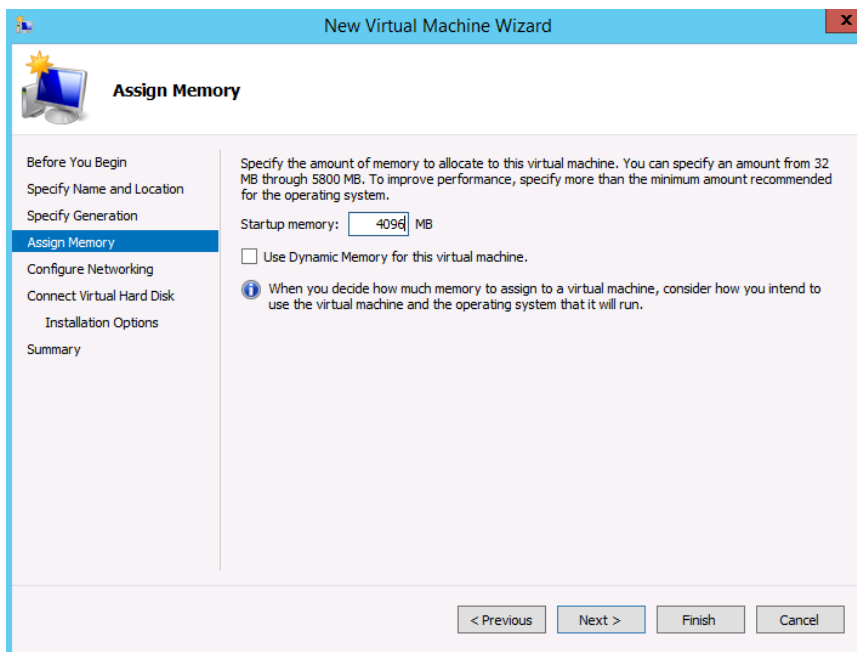 New Virtual Machine Wizard
x
Assign Memory
Before You Begin
Specify Name and Location
Specify Generation
Assign Memory
Configure Networking
Connect Virtual Hard Disk
Installation Options
Summary
Specify the amount of memory to allocate to this virtual machine. You can specify an amount from 32
MB through 5800 MB. To improve performance, specify more than the minimum amount recommended
for the operating system.
Startup memory: 4096 MB
Use Dynamic Memory for this virtual machine.
When you decide how much memory to assign to a virtual machine, consider how you intend to
use the virtual machine and the operating system that it will run.
< Previous Next > Finish Cancel